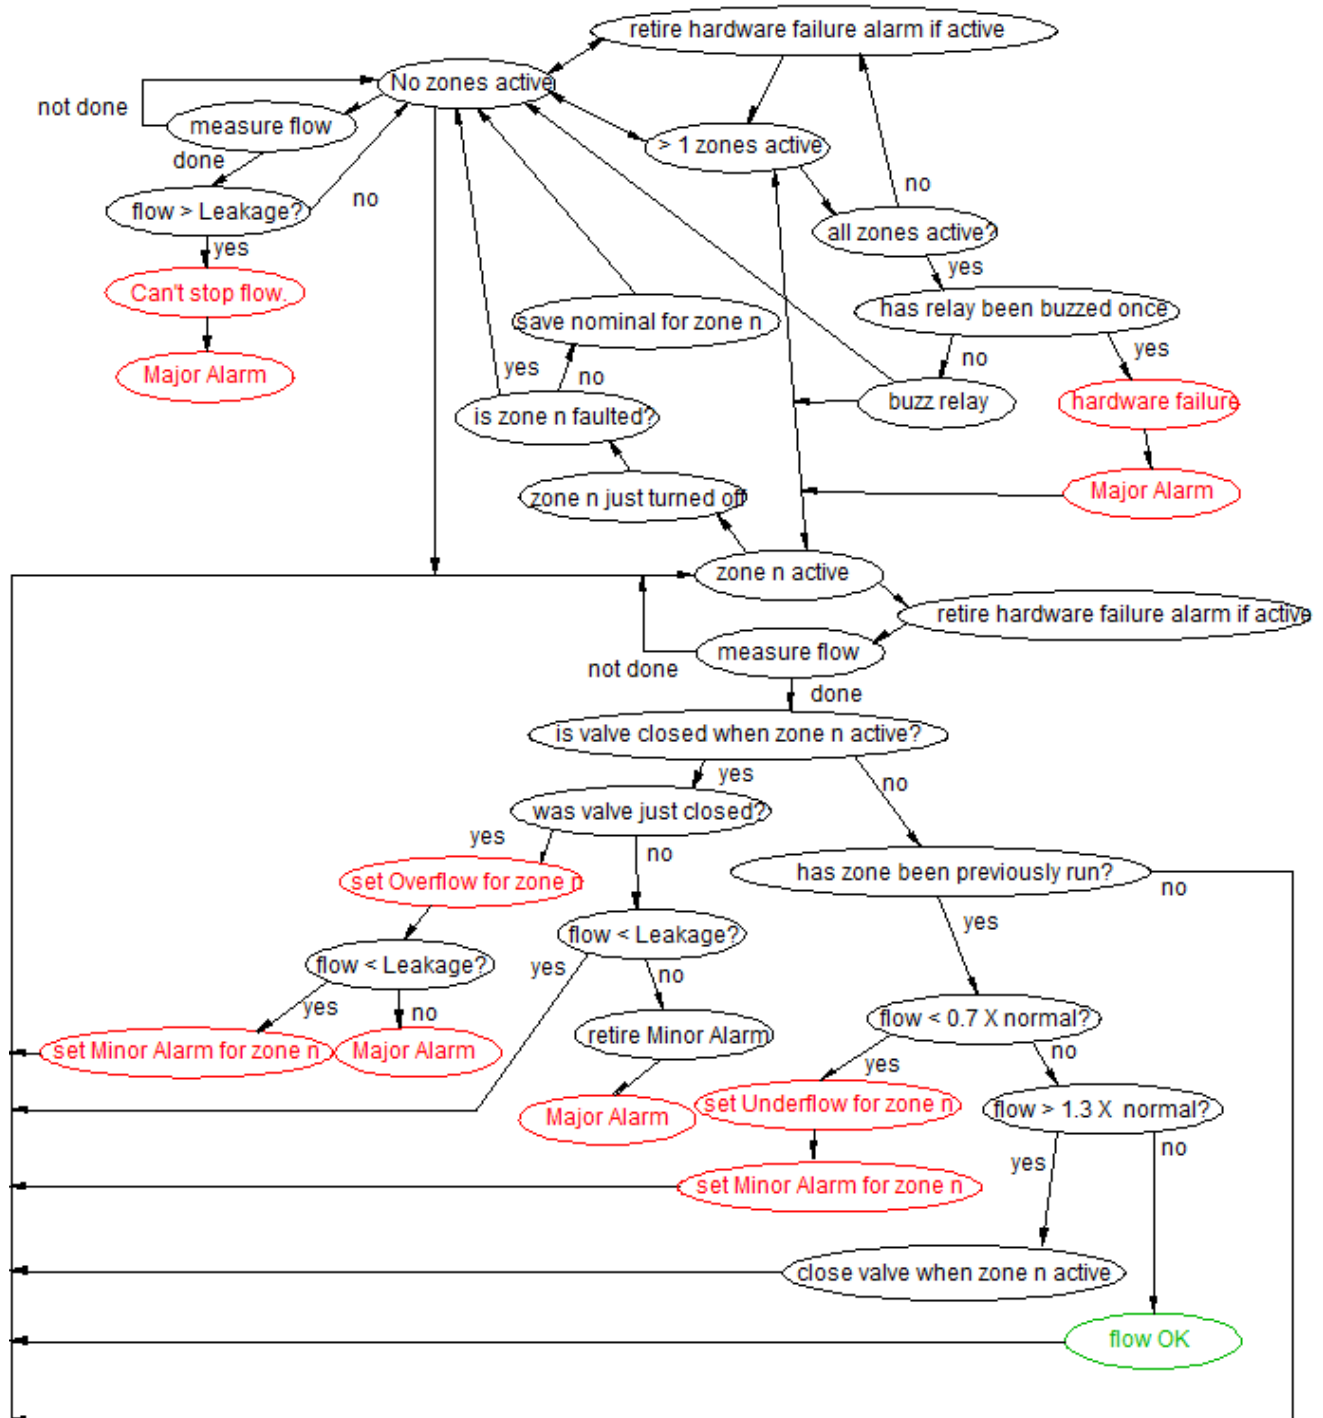 retire hardware failure alarm if active
No zones active
not done
measure flow
> 1 zones active
done
no
no
flow > Leakage?
all zones active?
yes
yes
Can't stop flow.
has relay been buzzed once
save nominal for zone n
yes
no
yes
Major Alarm
no
is zone n faulted?
buzz relay
hardware failure
zone n just turned off
Major Alarm
zone n active
retire hardware failure alarm if active
measure flow
not done
done
is valve closed when zone n active?
yes
no
was valve just closed?
yes
no
has zone been previously run?
no
set Overflow for zone n
yes
flow < Leakage?
flow < Leakage?
yes
no
yes
no
flow < 0.7 X normal?
retire Minor Alarm
set Minor Alarm for zone n
Major Alarm
no
yes
set Underflow for zone n
flow > 1.3 X normal?
Major Alarm
no
yes
set Minor Alarm for zone n
close valve when zone n active
flow OK